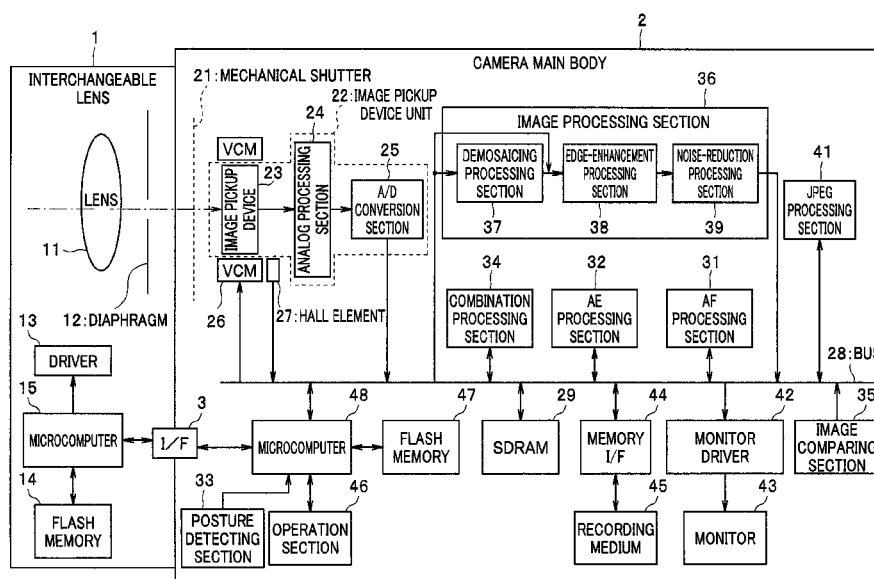 1
2
INTERCHANGEABLE
LENS
CAMERA MAIN BODY
21:MECHANICAL SHUTTER
22:IMAGE PICKUP
DEVICE UNIT
24
36
IMAGE PROCESSING SECTION
VCM
23
25
LENS
IMAGE PICKUP
DEVICE
ANALOG PROCESSING
SECTION
A/D
CONVERSION
SECTION
DEMOSAICING
PROCESSING
SECTION
EDGE-ENHANCEMENT
PROCESSING
SECTION
NOISE-REDUCTION
PROCESSING
SECTION
37
38
39
41
JPEG
PROCESSING
SECTION
11
VCM
26
27:HALL ELEMENT
34
32
31
COMBINATION
PROCESSING
SECTION
AE
PROCESSING
SECTION
AF
PROCESSING
SECTION
12:DIAPHRAGM
13
DRIVER
28:BUS
15
3
48
47
29
44
42
35
MICROCOMPUTER
I/F
MICROCOMPUTER
FLASH
MEMORY
SDRAM
MEMORY
I/F
MONITOR
DRIVER
IMAGE
COMPARING
SECTION
14
33
46
45
43
FLASH
MEMORY
POSTURE
DETECTING
SECTION
OPERATION
SECTION
RECORDING
MEDIUM
MONITOR